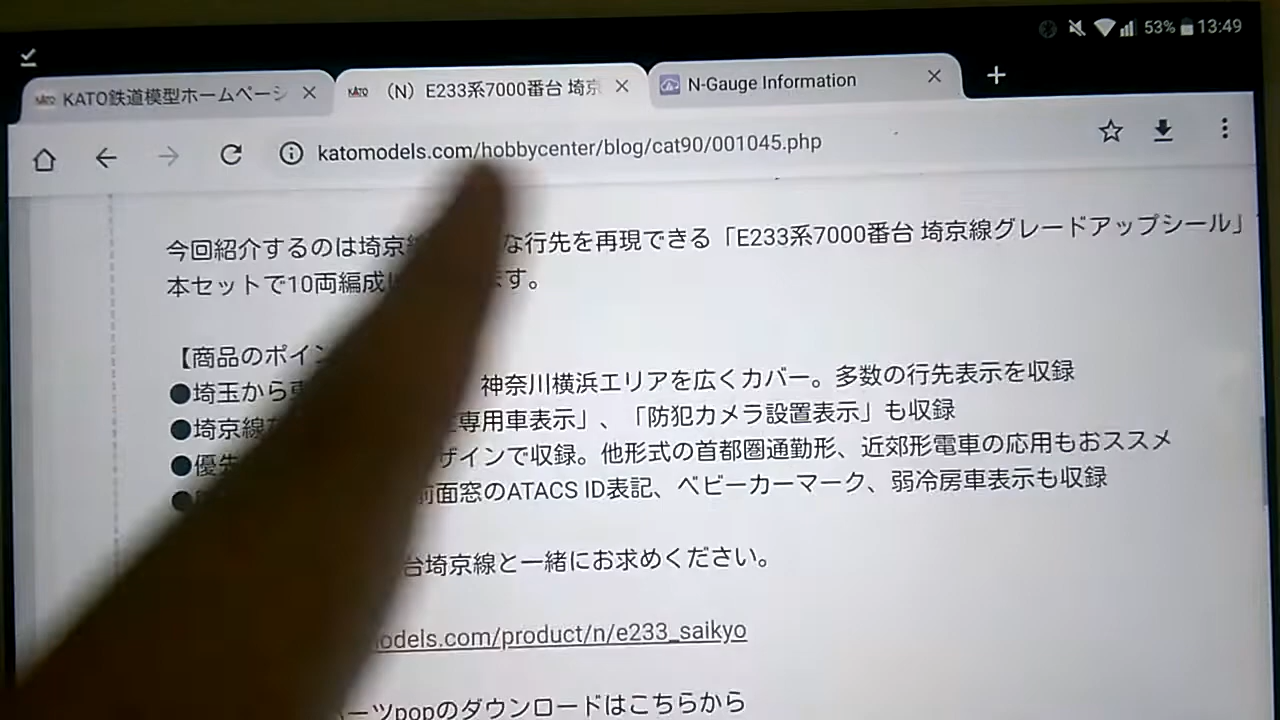 53% 13:49
KATO鉄道模型ホームページ
（N）E233系7000番台 埼京
N-Gauge Information
katomodels.com/hobbycenter/blog/cat90/001045.php
今回紹介するのは埼京 な行先を再現できる「E233系7000番台 埼京線グレードアップシール」
本セットで10両編成 ます。
【商品のポイン
●埼玉から 神奈川横浜エリアを広くカバー。多数の行先表示を収録
●埼京線 専用車表示」、「防犯カメラ設置表示」も収録
●優先 ザインで収録。他形式の首都圏通勤形、近郊形電車の応用もおススメ
前面窓のATACS ID表記、ベビーカーマーク、弱冷房車表示も収録
台埼京線と一緒にお求めください。
odels.com/product/n/e233_saikyo
ーツpopのダウンロードはこちらから